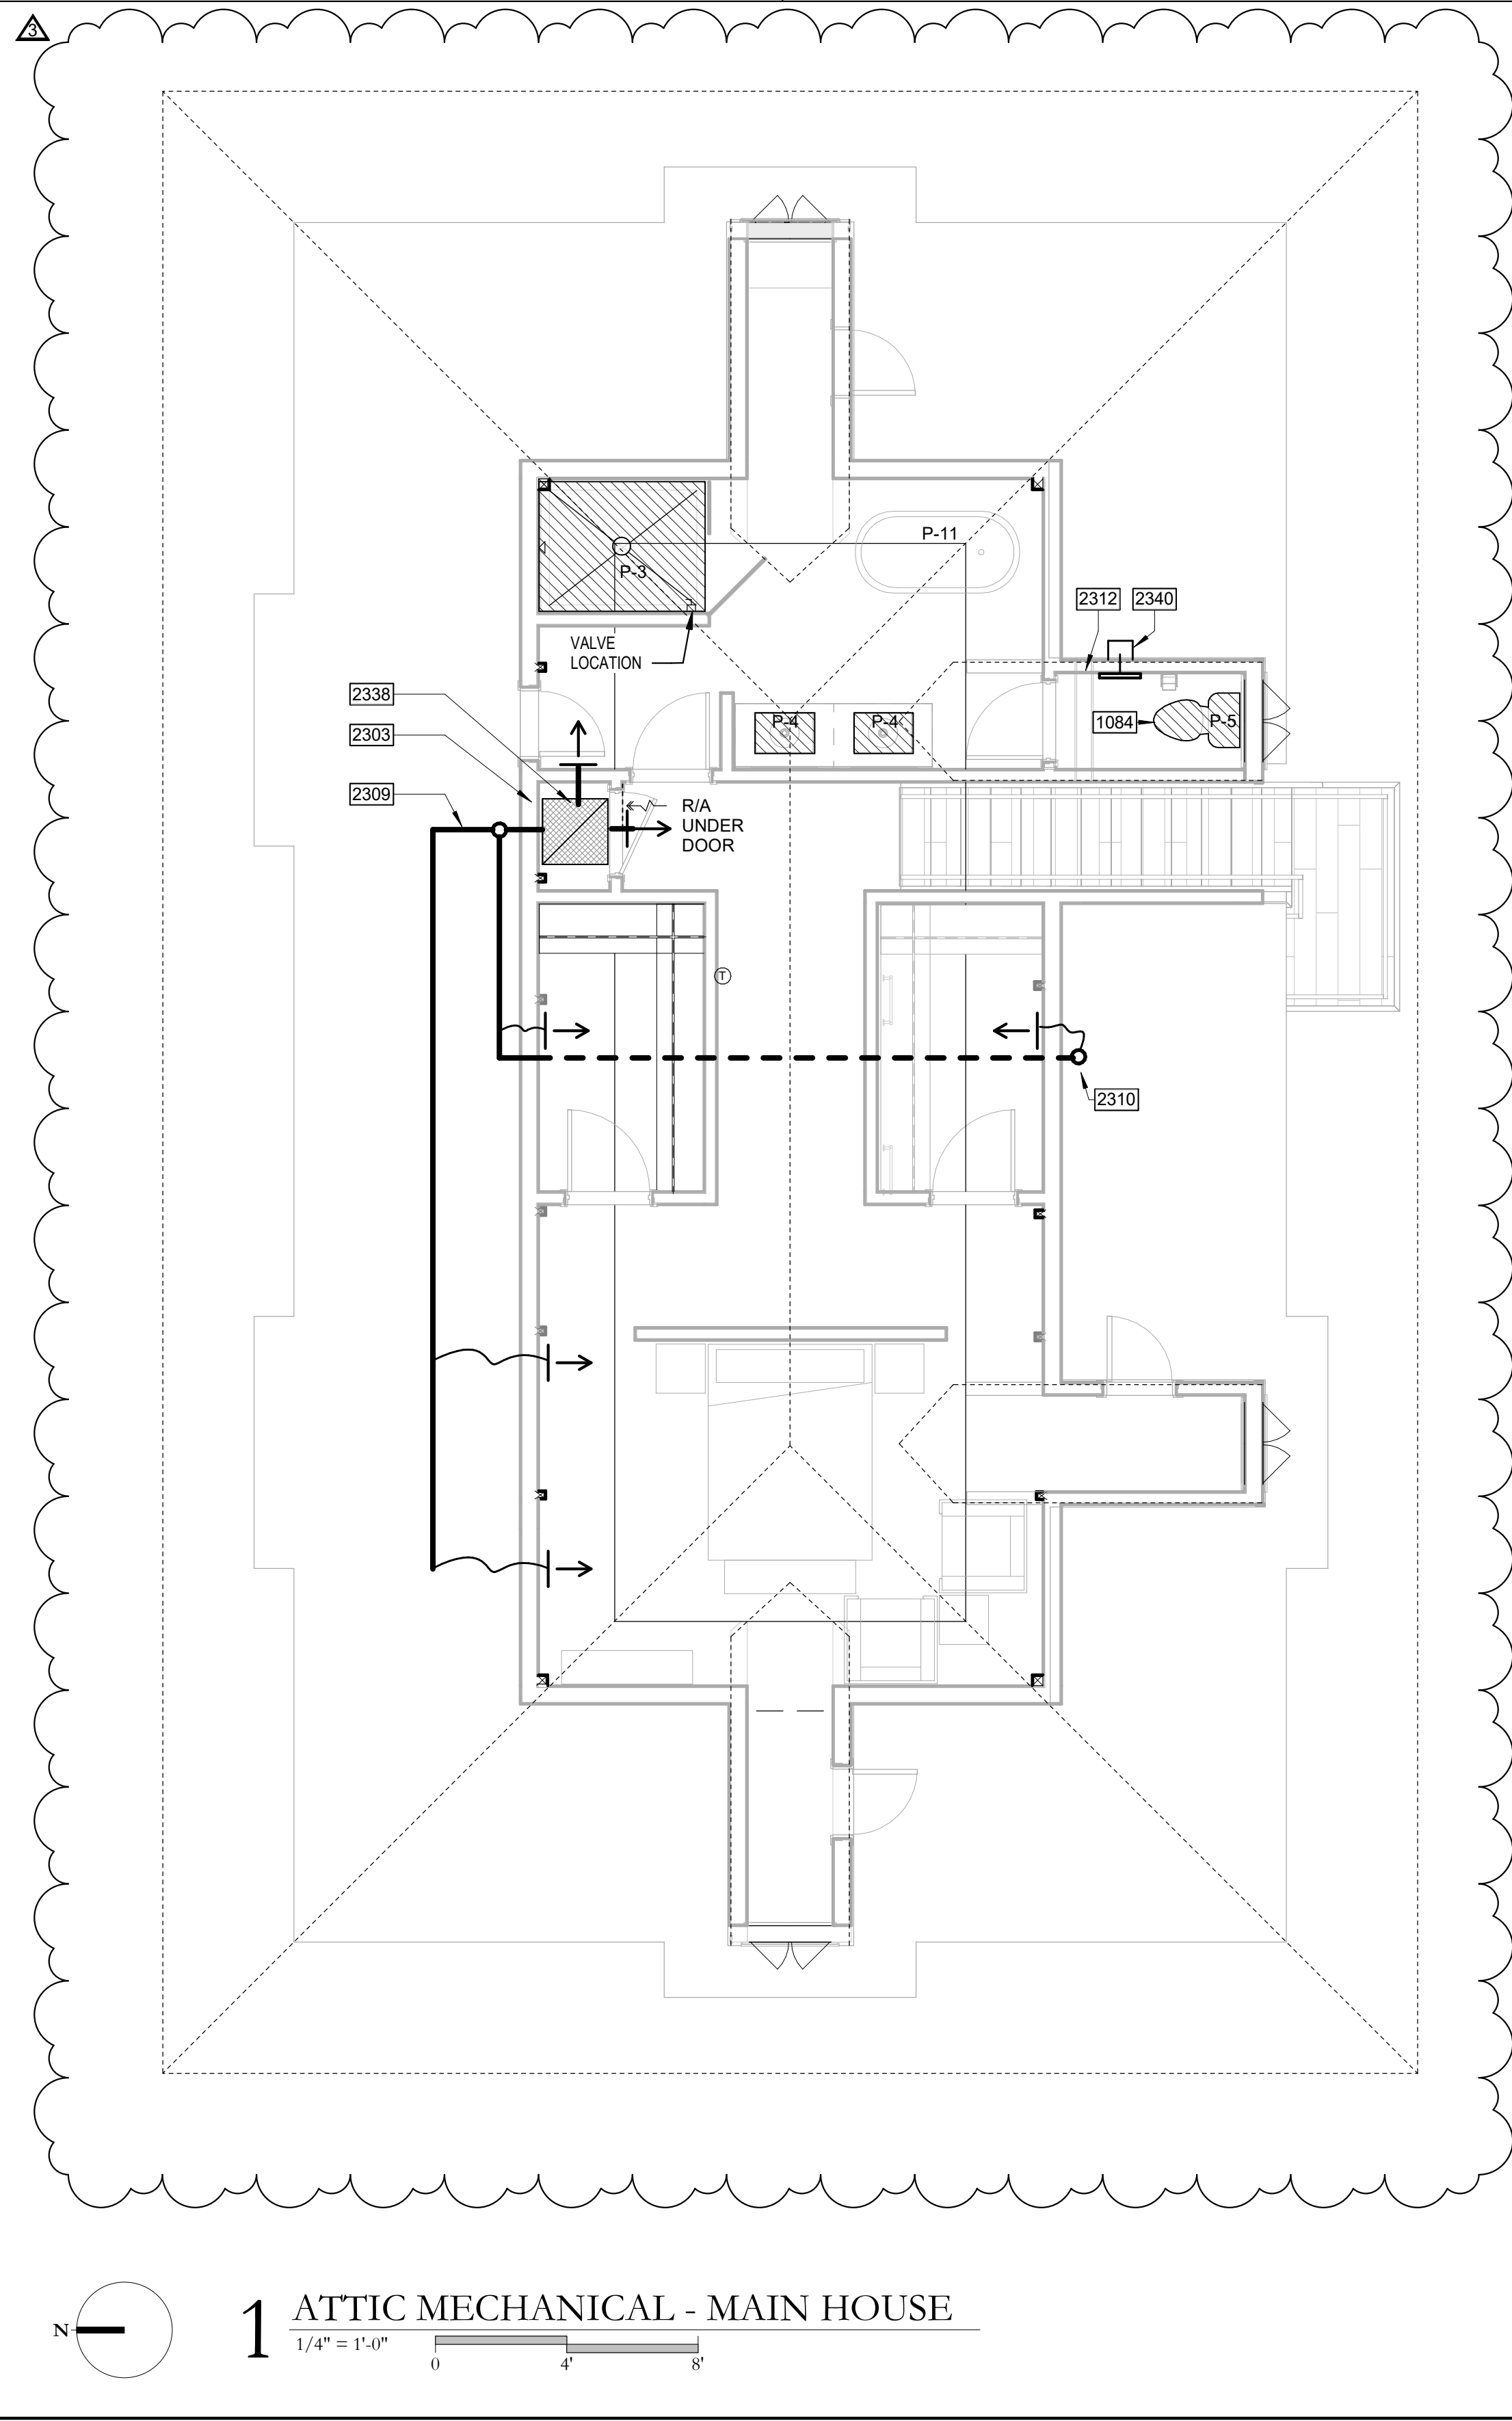 3
P-11
P-3
2312
2340
VALVE
LOCATION
2338
P-4
P-4
1084
P-5
2303
2309
R/A
UNDER
DOOR
T
2310
N
1
ATTIC MECHANICAL - MAIN HOUSE
1/4" = 1'-0"
0
4'
8'